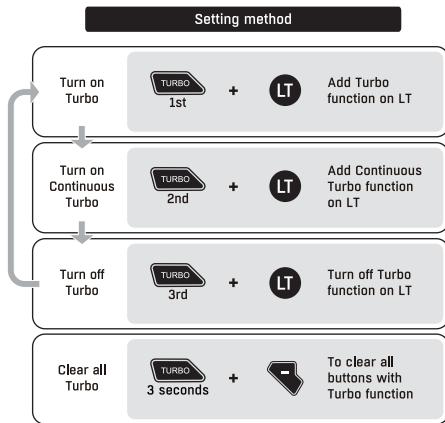 Setting method
Turn on
Turbo
TURBO
1st
+
LT
Add Turbo
function on LT
Turn on
Continuous
Turbo
TURBO
2nd
+
LT
Add Continuous
Turbo function
on LT
Turn off
Turbo
TURBO
3rd
+
LT
Turn off Turbo
function on LT
Clear all
Turbo
TURBO
3 seconds
+
-
To clear all
buttons with
Turbo function